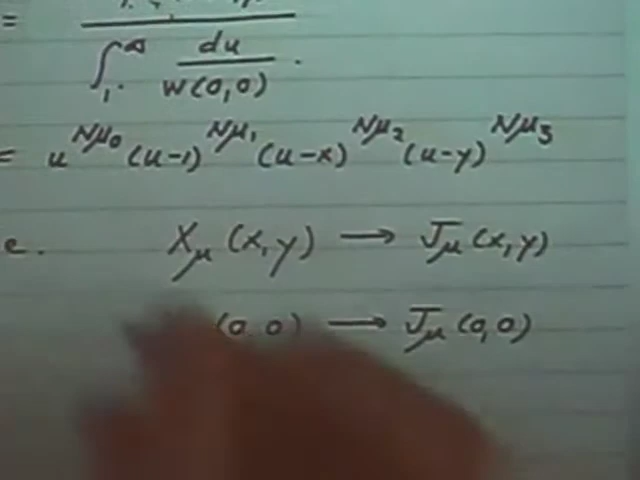 =
∫₁^∞ du / W(0,0) .
= u^{Nμ₀} (u-1)^{Nμ₁} (u-x)^{Nμ₂} (u-y)^{Nμ₃}
e. X_μ (x,y) → J_μ (x,y)
(0,0) → J_μ (0,0)